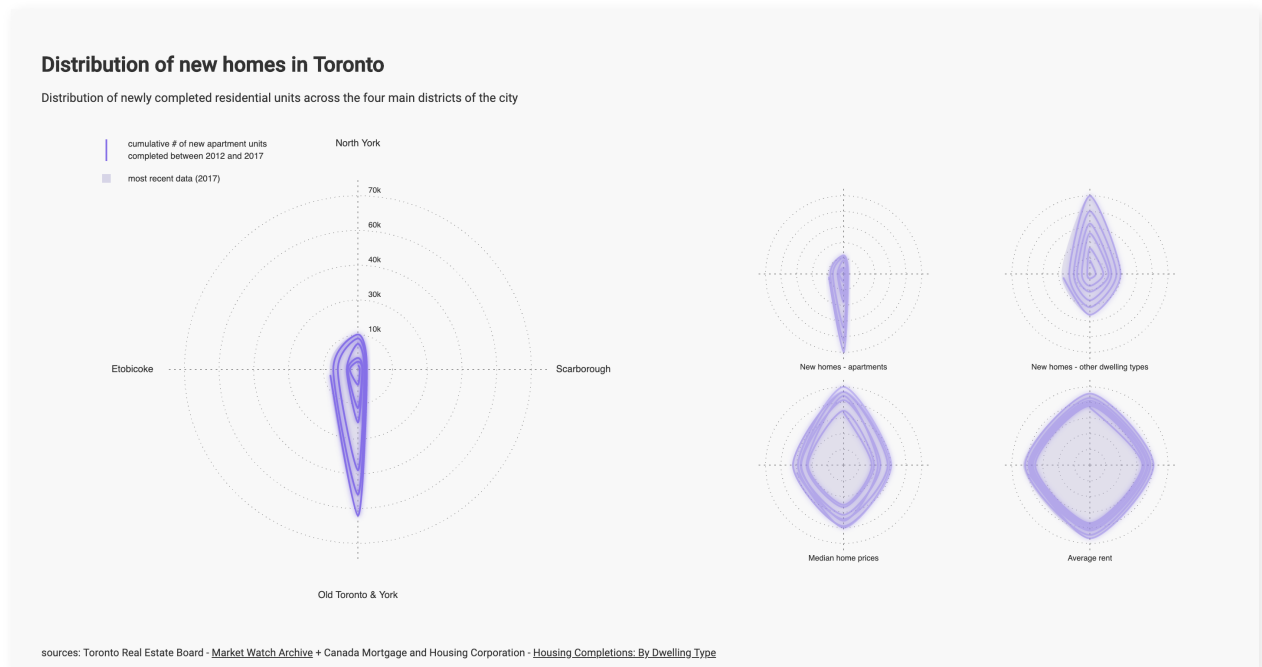 Distribution of new homes in Toronto
Distribution of newly completed residential units across the four main districts of the city
cumulative # of new apartment units
completed between 2012 and 2017
most recent data (2017)
North York
70k
60k
40k
30k
10k
Etobicoke
Scarborough
Old Toronto & York
New homes - apartments
New homes - other dwelling types
Median home prices
Average rent
sources: Toronto Real Estate Board - Market Watch Archive + Canada Mortgage and Housing Corporation - Housing Completions: By Dwelling Type